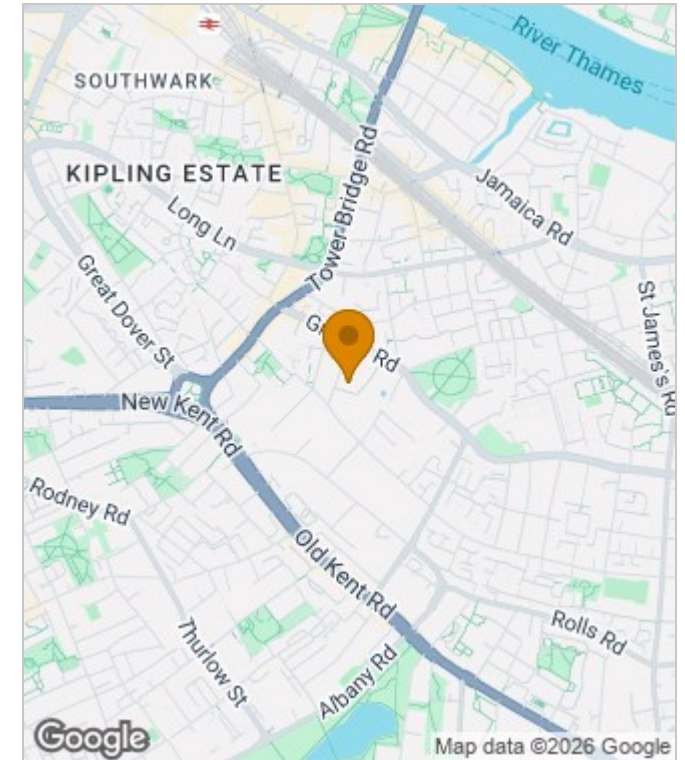 River Thames
SOUTHWARK
KIPLING ESTATE
Tower Bridge Rd
Jamaica Rd
Long Ln
Great Dover St
St James's Rd
Rd
New Kent Rd
Rodney Rd
Old Kent Rd
Rolls Rd
Thurlow St
Albany Rd
Google
Map data ©2026 Google